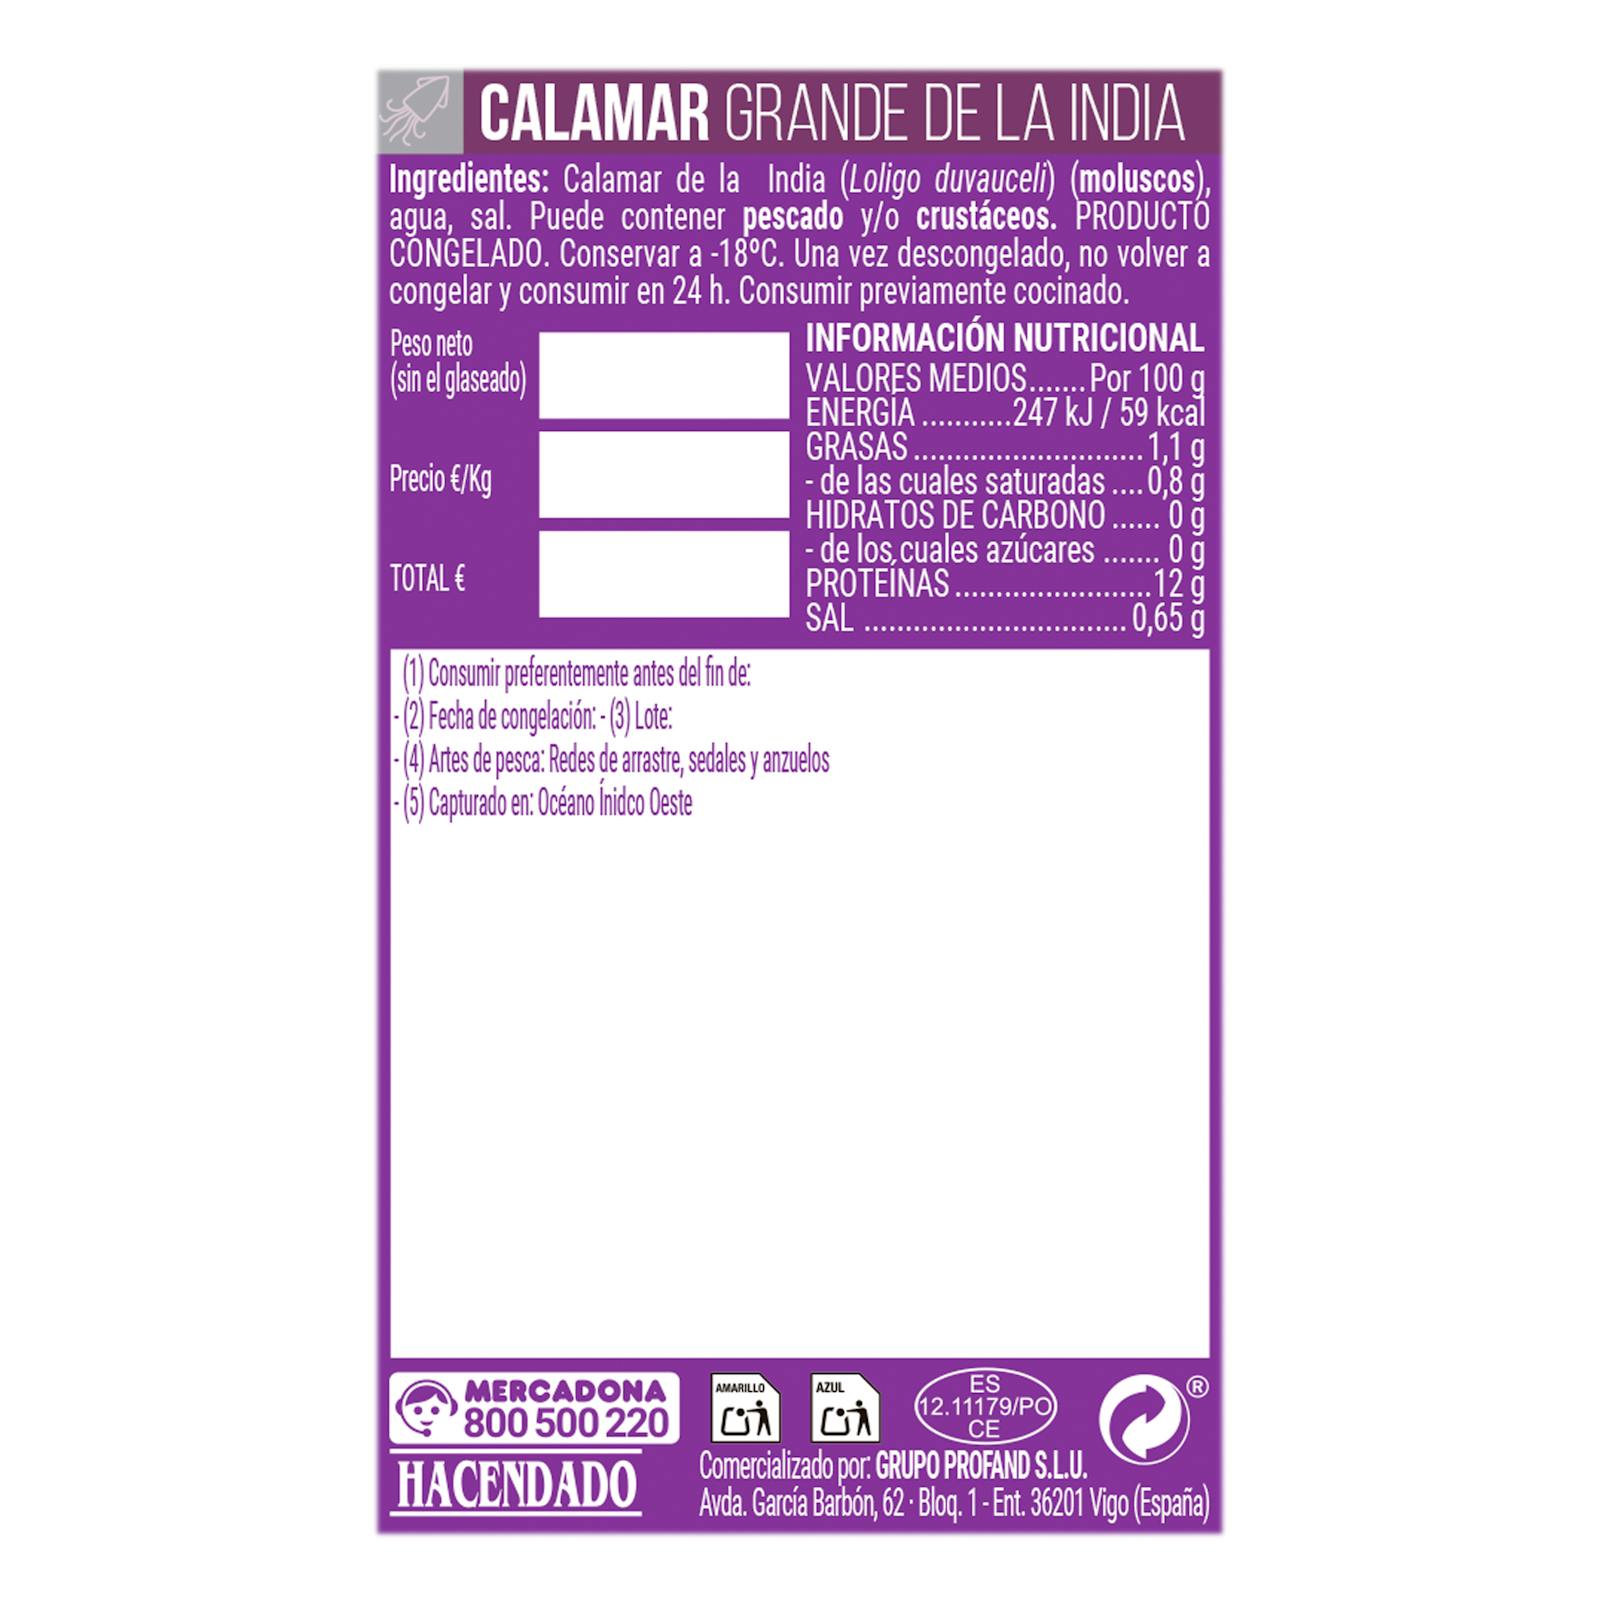 CALAMAR GRANDE DE LA INDIA
Ingredientes: Calamar de la India (Loligo duvauceli) (moluscos),
agua, sal. Puede contener pescado y/o crustáceos. PRODUCTO
CONGELADO. Conservar a -18ºC. Una vez descongelado, no volver a
congelar y consumir en 24 h. Consumir previamente cocinado.
Peso neto
(sin el glaseado)
Precio €/Kg
TOTAL €
INFORMACIÓN NUTRICIONAL
VALORES MEDIOS.......Por 100 g
ENERGÍA ...........247 kJ / 59 kcal
GRASAS ............................ 1,1 g
- de las cuales saturadas ....0,8 g
HIDRATOS DE CARBONO ...... 0 g
- de los cuales azúcares ....... 0 g
PROTEÍNAS ........................12 g
SAL ................................ 0,65 g
(1) Consumir preferentemente antes del fin de:
- (2) Fecha de congelación: - (3) Lote:
- (4) Artes de pesca: Redes de arrastre, sedales y anzuelos
- (5) Capturado en: Océano Ínidco Oeste
MERCADONA
800 500 220
HACENDADO
AMARILLO
AZUL
ES
12.11179/PO
CE
®
Comercializado por: GRUPO PROFAND S.L.U.
Avda. García Barbón, 62 · Bloq. 1 - Ent. 36201 Vigo (España)